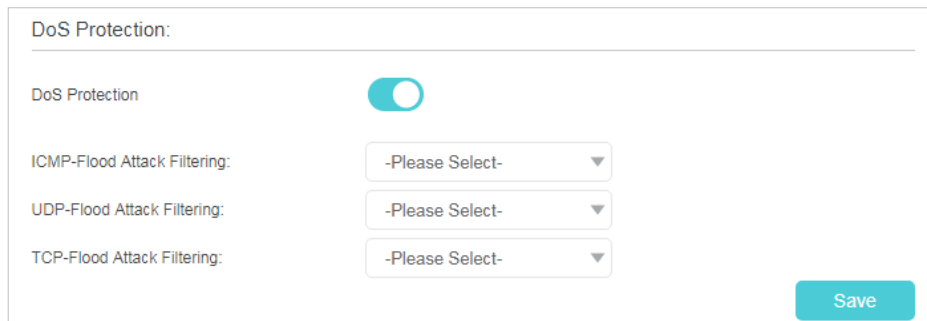 DoS Protection:
DoS Protection
ICMP-Flood Attack Filtering: -Please Select-
UDP-Flood Attack Filtering: -Please Select-
TCP-Flood Attack Filtering: -Please Select-
Save